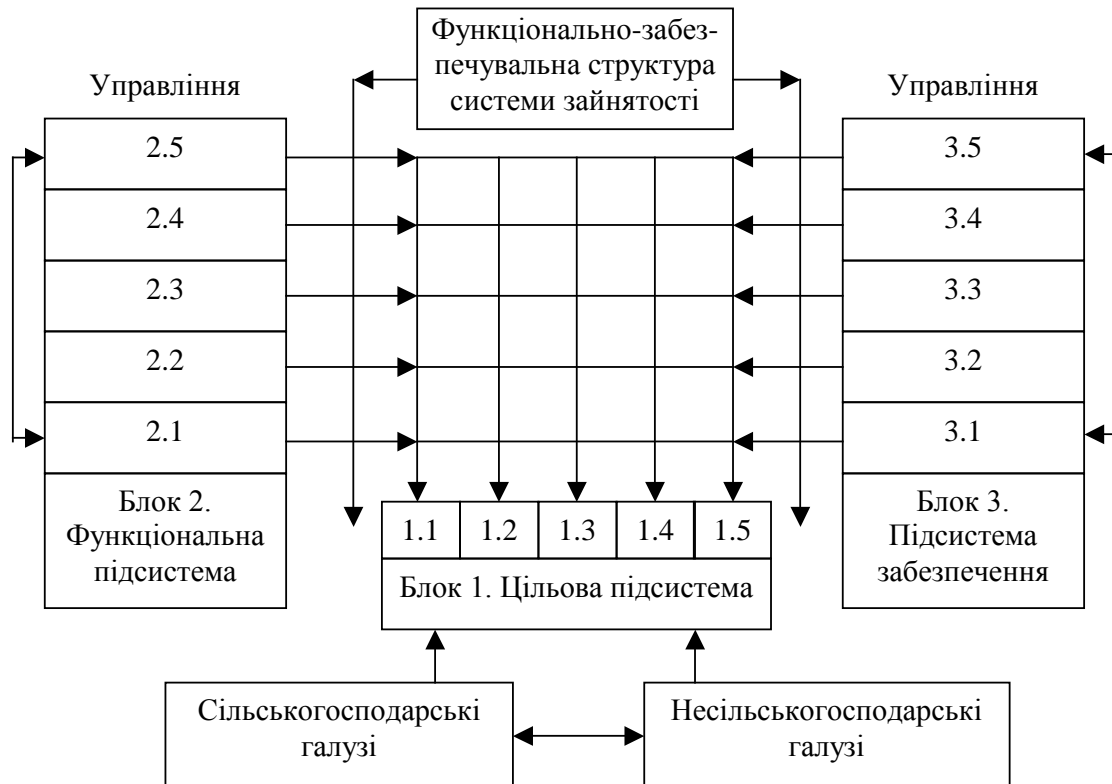 Функціонально-забез-
печувальна структура
системи зайнятості
Управління
2.5
2.4
2.3
2.2
2.1
Блок 2.
Функціональна
підсистема
Управління
3.5
3.4
3.3
3.2
3.1
Блок 3.
Підсистема
забезпечення
1.1 1.2 1.3 1.4 1.5
Блок 1. Цільова підсистема
Сільськогосподарські
галузі
Несільськогосподарські
галузі